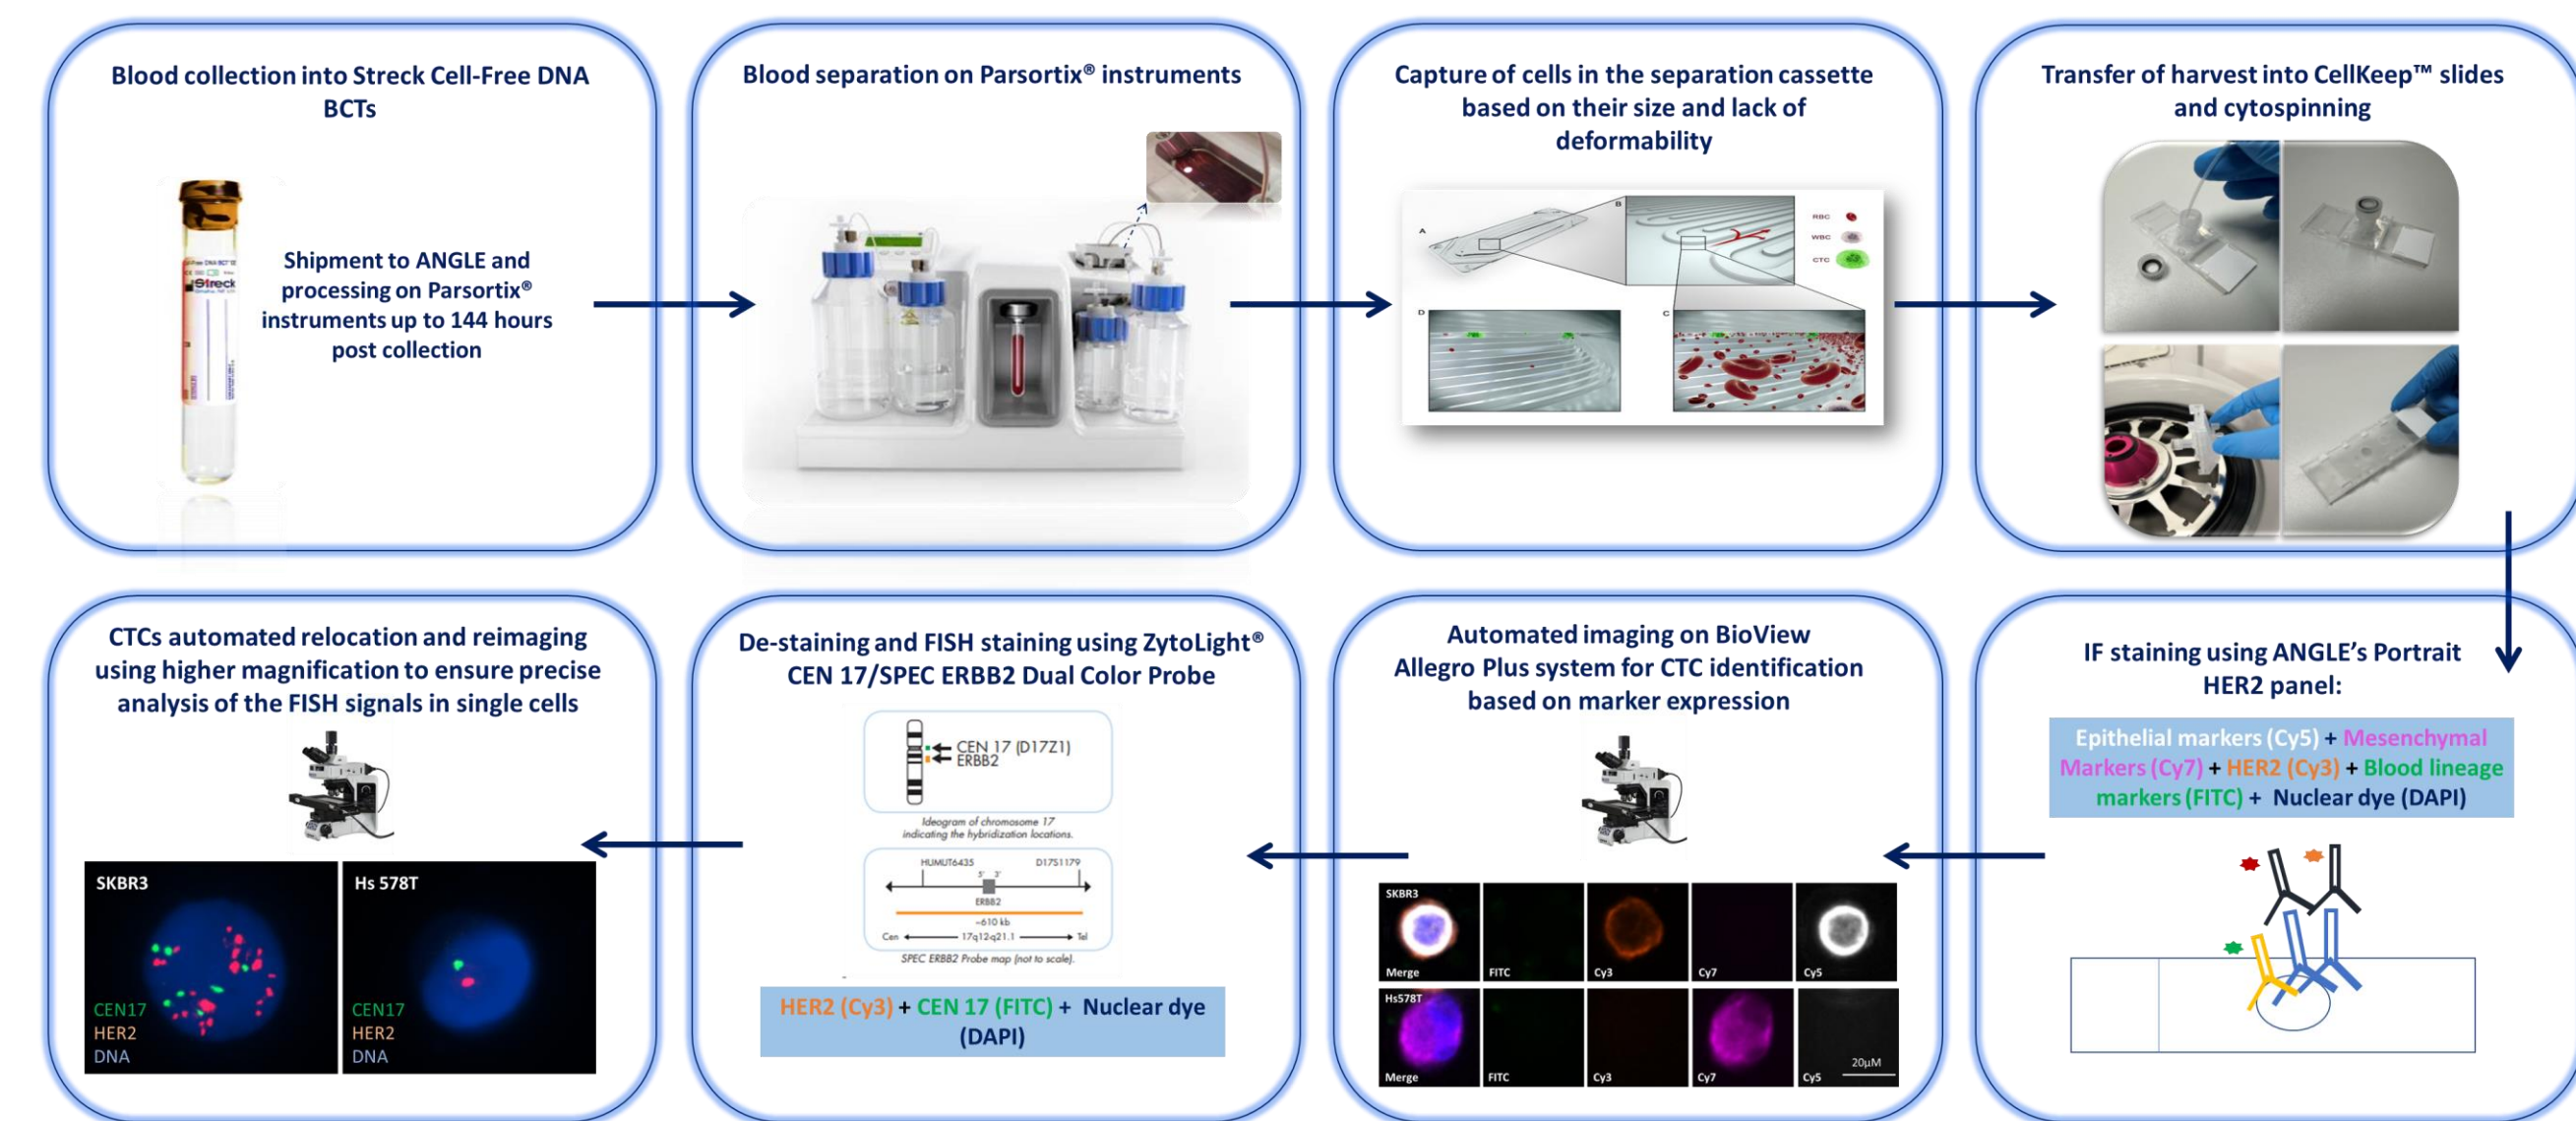 Blood collection into Streck Cell-Free DNA
BCTs
Shipment to ANGLE and
processing on Parsortix®
instruments up to 144 hours
post collection
Streck
Blood separation on Parsortix® instruments
Capture of cells in the separation cassette
based on their size and lack of
deformability
A
B
RBC
WBC
CTC
D
C
Transfer of harvest into CellKeep™ slides
and cytospinning
IF staining using ANGLE's Portrait
HER2 panel:
Epithelial markers (Cy5) + Mesenchymal
Markers (Cy7) + HER2 (Cy3) + Blood lineage
markers (FITC) + Nuclear dye (DAPI)
Automated imaging on BioView
Allegro Plus system for CTC identification
based on marker expression
SKBR3
Merge
FITC
Cy3
Cy7
Cy5
Hs578T
Merge
FITC
Cy3
Cy7
Cy5
20µM
De-staining and FISH staining using ZytoLight®
CEN 17/SPEC ERBB2 Dual Color Probe
CEN 17 (D17Z1)
ERBB2
Ideogram of chromosome 17
indicating the hybridization locations.
HUMUT6435
D17S1179
5' 3'
ERBB2
~610 kb
Cen
17q12-q21.1
Tel
SPEC ERBB2 Probe map (not to scale).
HER2 (Cy3) + CEN 17 (FITC) + Nuclear dye
(DAPI)
CTCs automated relocation and reimaging
using higher magnification to ensure precise
analysis of the FISH signals in single cells
SKBR3
CEN17
HER2
DNA
Hs 578T
CEN17
HER2
DNA